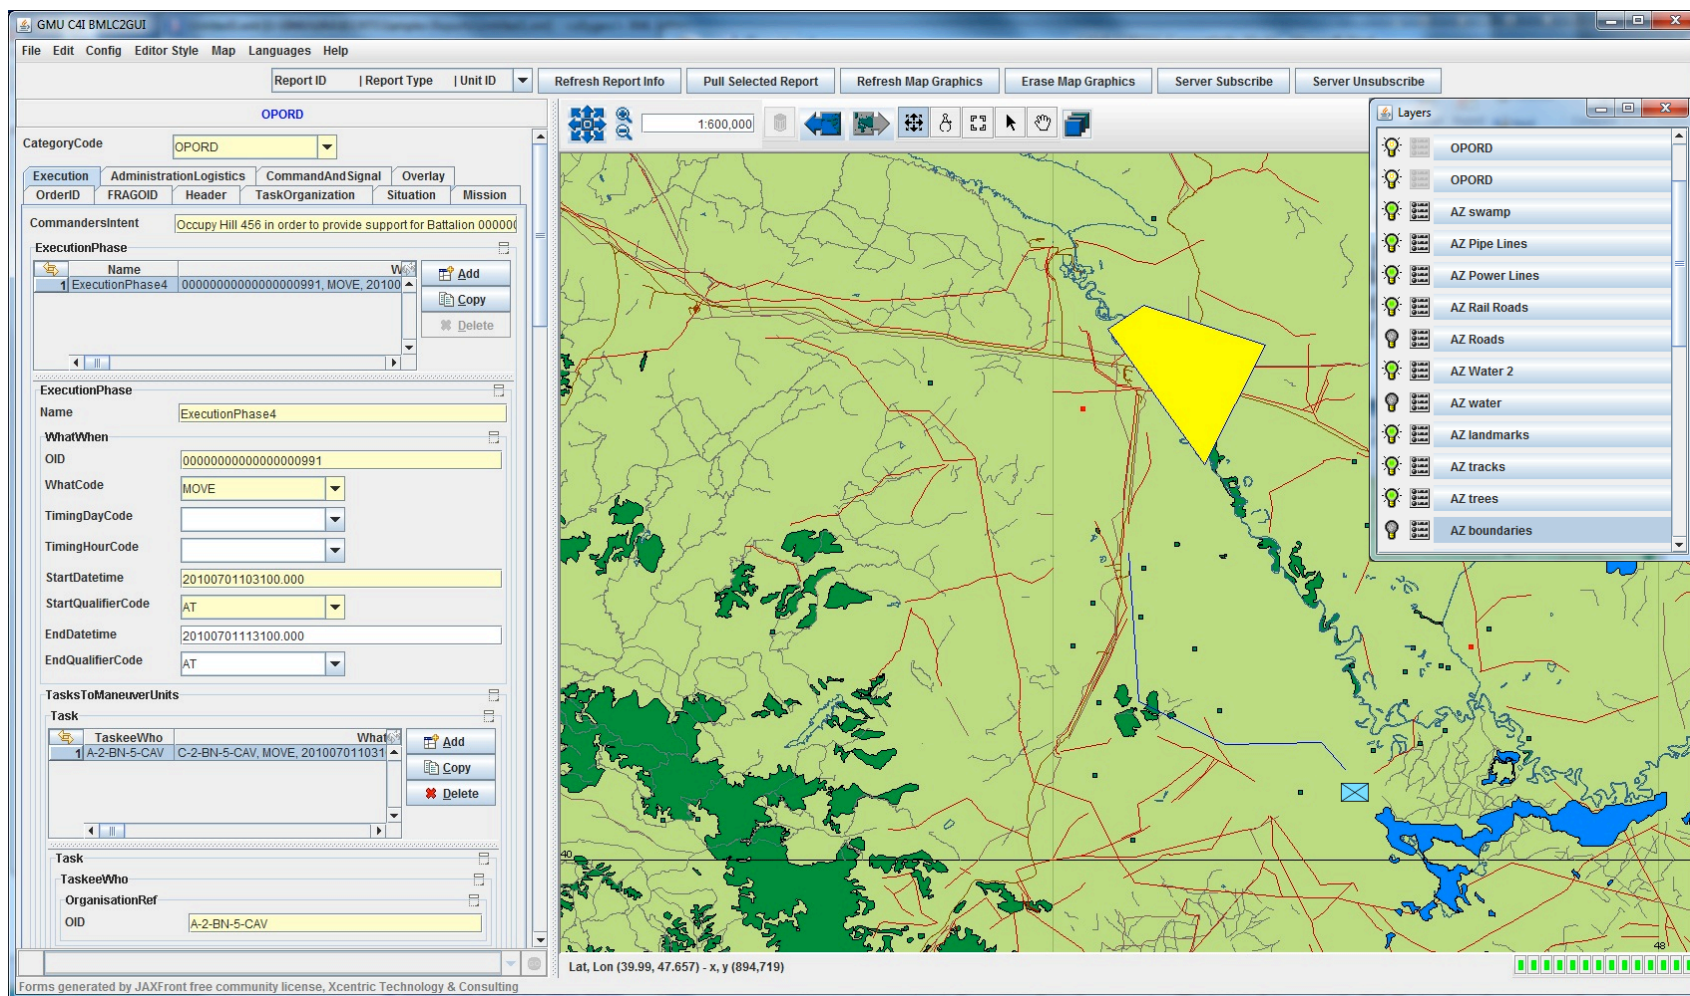 GMU C4I BMLC2GUI
File Edit Config Editor Style Map Languages Help
Report ID | Report Type | Unit ID Refresh Report Info Pull Selected Report Refresh Map Graphics Erase Map Graphics Server Subscribe Server Unsubscribe
OPORD
CategoryCode OPORD
Execution AdministrationLogistics CommandAndSignal Overlay
OrderID FRAGOID Header TaskOrganization Situation Mission
CommandersIntent Occupy Hill 456 in order to provide support for Battalion
ExecutionPhase
Name W
1 ExecutionPhase4 00000000000000000991, MOVE, 20100
Add
Copy
Delete
ExecutionPhase
Name ExecutionPhase4
WhatWhen
OID 00000000000000000991
WhatCode MOVE
TimingDayCode
TimingHourCode
StartDatetime 20100701103100.000
StartQualifierCode AT
EndDatetime 20100701113100.000
EndQualifierCode AT
TasksToManeuverUnits
Task
TaskeeWho What
1 A-2-BN-5-CAV C-2-BN-5-CAV, MOVE, 201007011031
Add
Copy
Delete
Task
TaskeeWho
OrganisationRef
OID A-2-BN-5-CAV
Forms generated by JAXFront free community license, Xcentric Technology & Consulting
1:600,000
40
48
Lat, Lon (39.99, 47.657) - x, y (894,719)
Layers
OPORD
OPORD
AZ swamp
AZ Pipe Lines
AZ Power Lines
AZ Rail Roads
AZ Roads
AZ Water 2
AZ water
AZ landmarks
AZ tracks
AZ trees
AZ boundaries